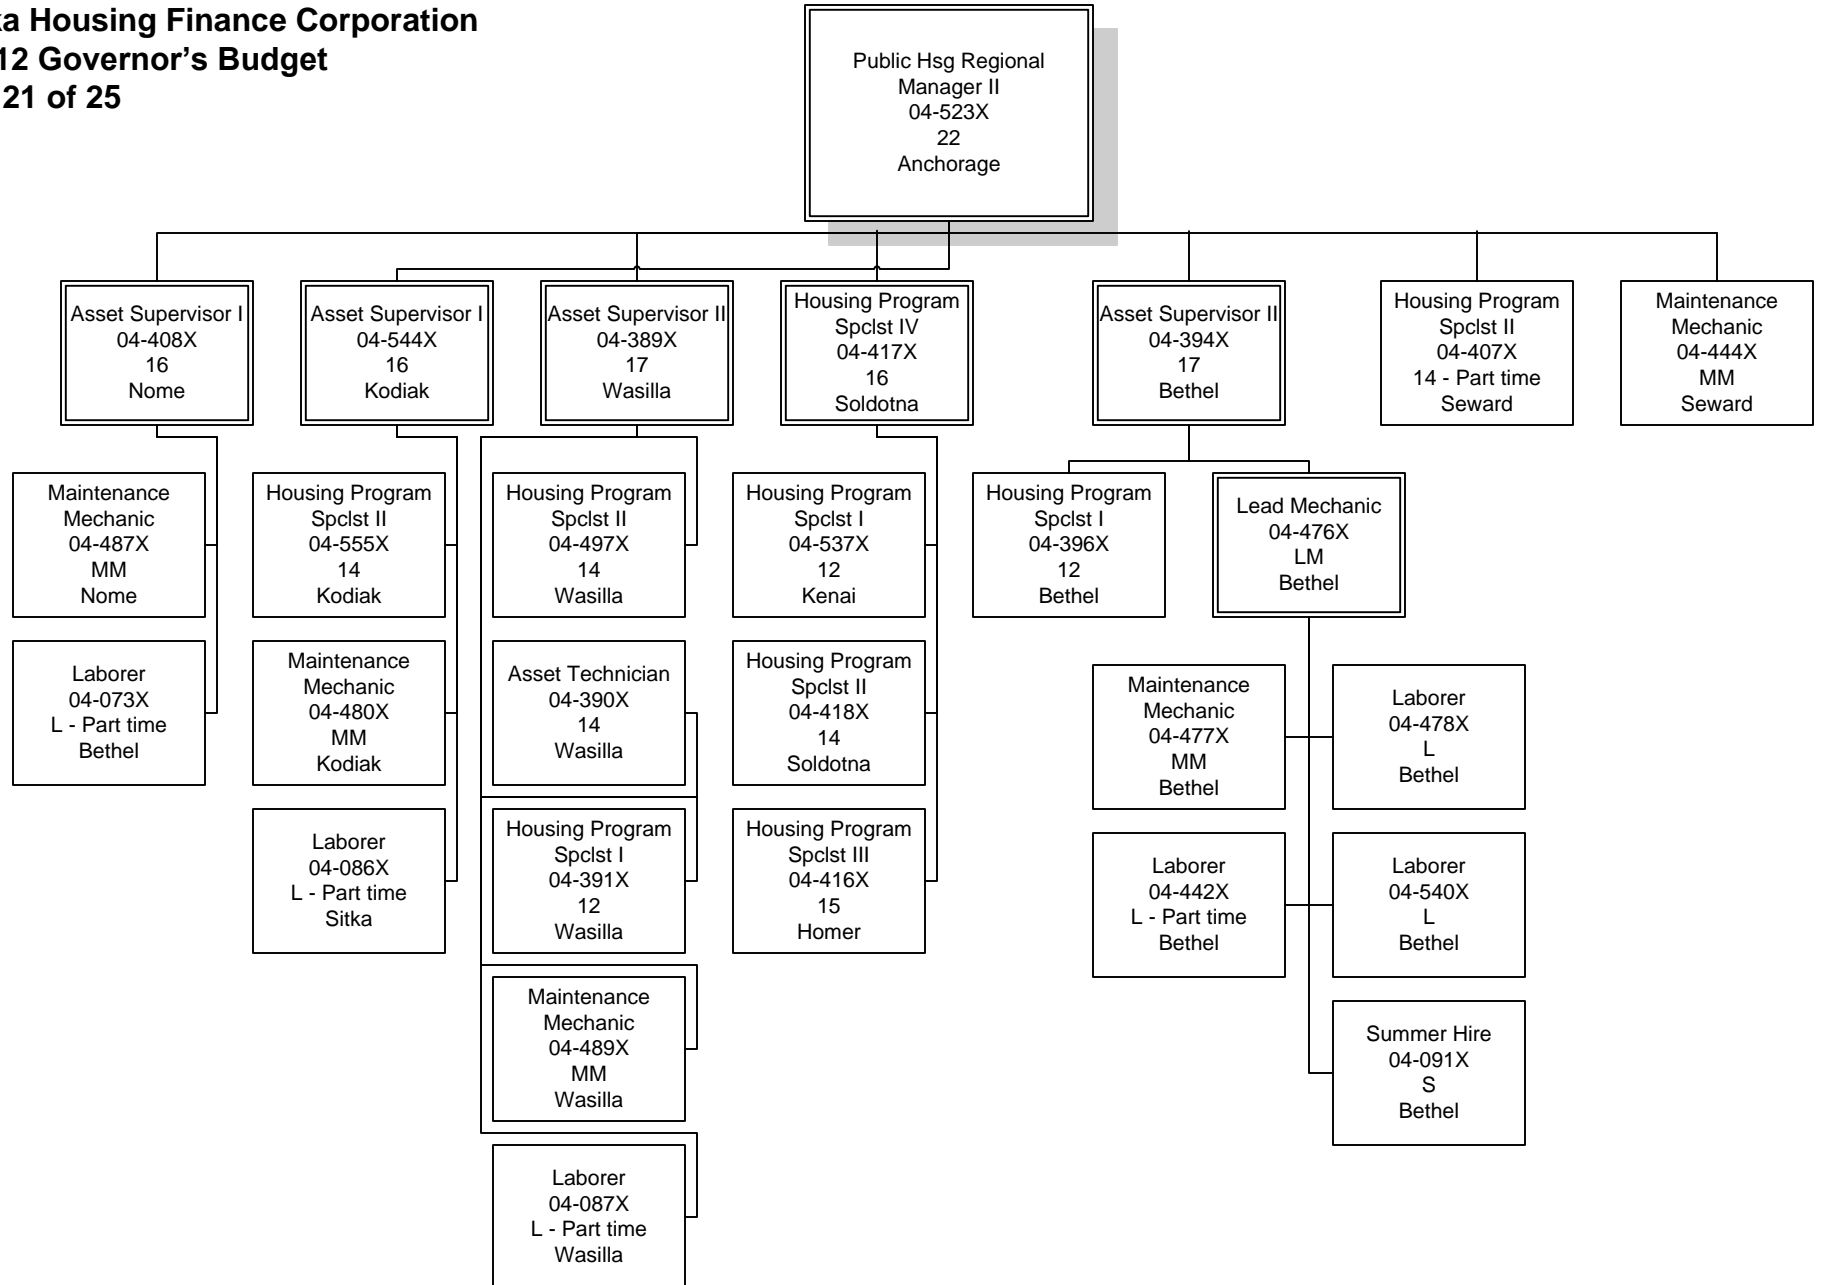 Housing Finance Corporation
Governor's Budget
21 of 25
Public Hsg Regional
Manager II
04-523X
22
Anchorage
Asset Supervisor I
04-408X
16
Nome
Asset Supervisor I
04-544X
16
Kodiak
Asset Supervisor II
04-389X
17
Wasilla
Housing Program
Spclst IV
04-417X
16
Soldotna
Asset Supervisor II
04-394X
17
Bethel
Housing Program
Spclst II
04-407X
14 - Part time
Seward
Maintenance
Mechanic
04-444X
MM
Seward
Maintenance
Mechanic
04-487X
MM
Nome
Laborer
04-073X
L - Part time
Bethel
Housing Program
Spclst II
04-555X
14
Kodiak
Maintenance
Mechanic
04-480X
MM
Kodiak
Laborer
04-086X
L - Part time
Sitka
Housing Program
Spclst II
04-497X
14
Wasilla
Asset Technician
04-390X
14
Wasilla
Housing Program
Spclst I
04-391X
12
Wasilla
Maintenance
Mechanic
04-489X
MM
Wasilla
Laborer
04-087X
L - Part time
Wasilla
Housing Program
Spclst I
04-537X
12
Kenai
Housing Program
Spclst II
04-418X
14
Soldotna
Housing Program
Spclst III
04-416X
15
Homer
Housing Program
Spclst I
04-396X
12
Bethel
Lead Mechanic
04-476X
LM
Bethel
Maintenance
Mechanic
04-477X
MM
Bethel
Laborer
04-478X
L
Bethel
Laborer
04-442X
L - Part time
Bethel
Laborer
04-540X
L
Bethel
Summer Hire
04-091X
S
Bethel